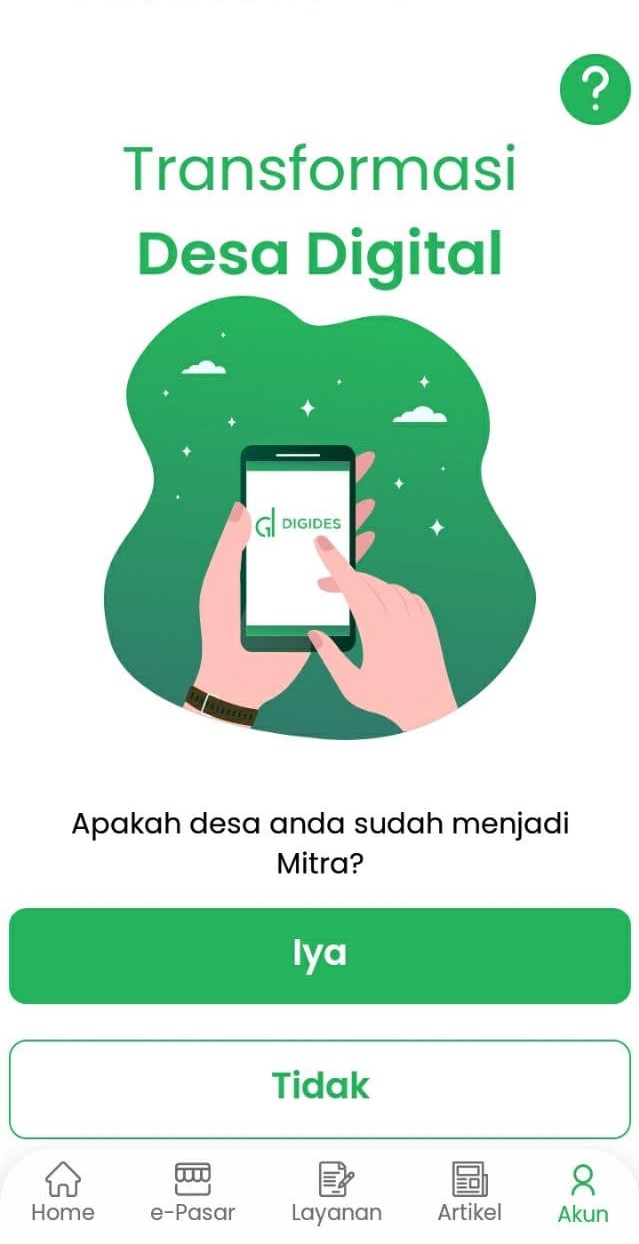 ?
Transformasi
Desa Digital
DIGIDES
Apakah desa anda sudah menjadi
Mitra?
Iya
Tidak
Home e-Pasar Layanan Artikel Akun